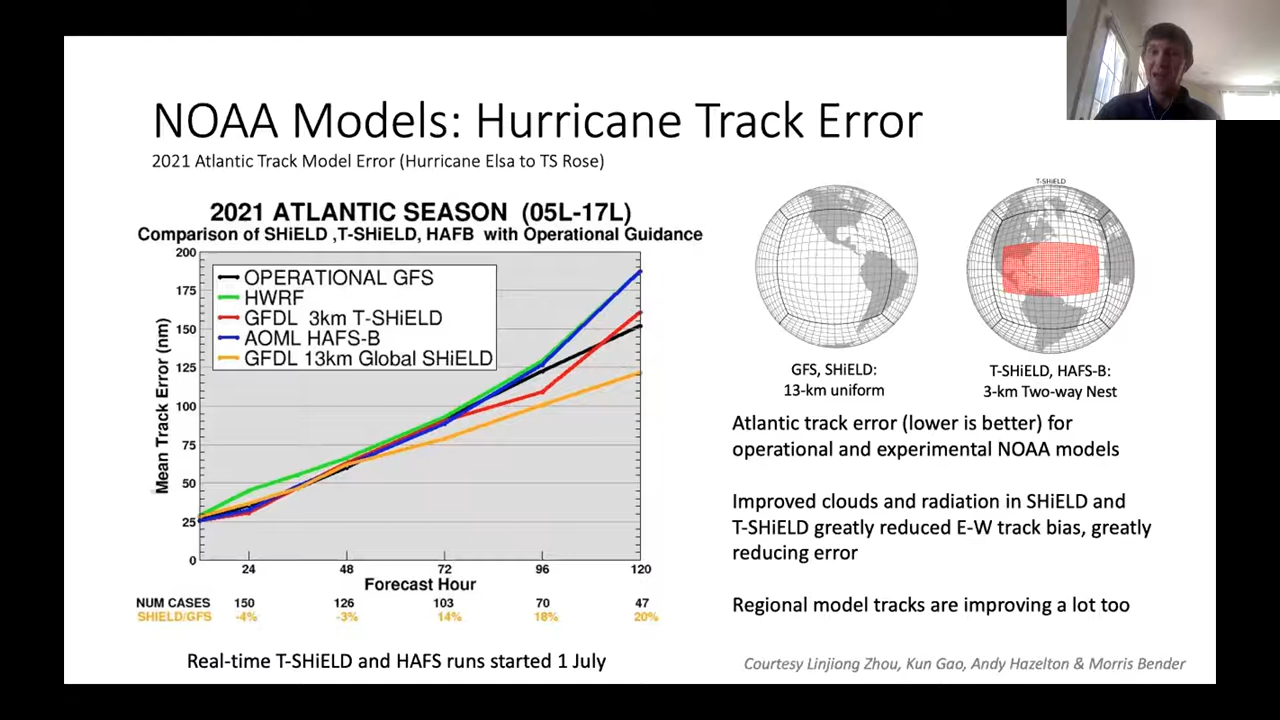 NOAA Models: Hurricane Track Error
2021 Atlantic Track Model Error (Hurricane Elsa to TS Rose)
2021 ATLANTIC SEASON (05L-17L)
Comparison of SHiELD ,T-SHiELD, HAFB with Operational Guidance
OPERATIONAL GFS
HWRF
GFDL 3km T-SHiELD
AOML HAFS-B
GFDL 13km Global SHiELD
Mean Track Error (nm)
200
175
150
125
100
75
50
25
0
24 48 72 96 120
Forecast Hour
NUM CASES 150 126 103 70 47
SHIELD/GFS -4% -3% 14% 18% 20%
Real-time T-SHiELD and HAFS runs started 1 July
T-SHiELD
GFS, SHiELD:
13-km uniform
T-SHiELD, HAFS-B:
3-km Two-way Nest
Atlantic track error (lower is better) for
operational and experimental NOAA models
Improved clouds and radiation in SHiELD and
T-SHiELD greatly reduced E-W track bias, greatly
reducing error
Regional model tracks are improving a lot too
Courtesy Linjiong Zhou, Kun Gao, Andy Hazelton & Morris Bender